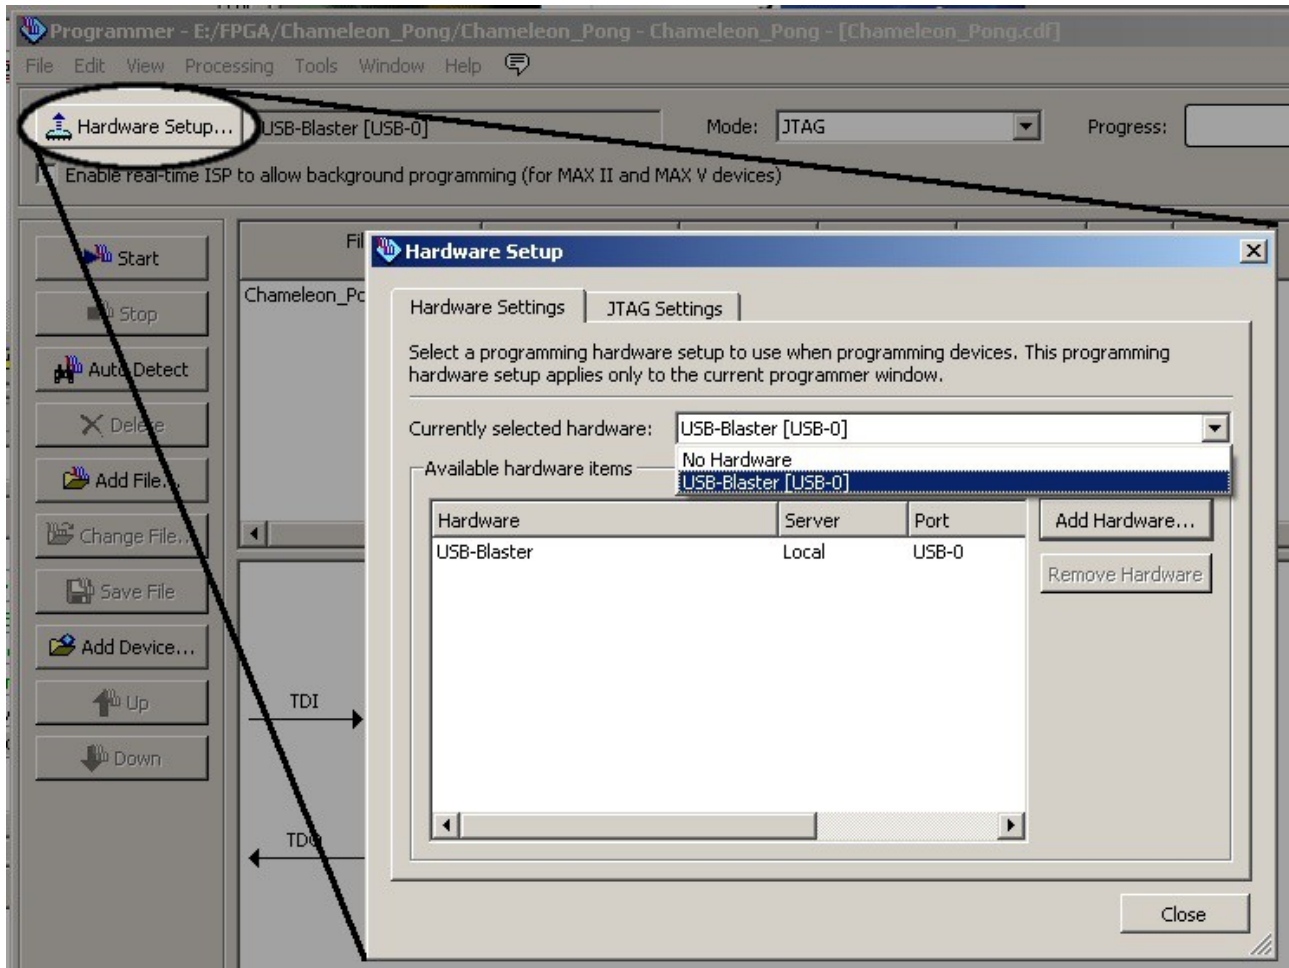 Programmer - E:/FPGA/Chameleon_Pong/Chameleon_Pong - Chameleon_Pong - [Chameleon_Pong.cdf]
File Edit View Processing Tools Window Help
Hardware Setup... USB-Blaster [USB-0] Mode: JTAG Progress:
Enable real-time ISP to allow background programming (for MAX II and MAX V devices)
Start
Stop
Auto Detect
Delete
Add File...
Change File...
Save File
Add Device...
Up
Down
Fil
Chameleon_Po
TDI
TDO
Hardware Setup
Hardware Settings JTAG Settings
Select a programming hardware setup to use when programming devices. This programming
hardware setup applies only to the current programmer window.
Currently selected hardware: USB-Blaster [USB-0]
No Hardware
USB-Blaster [USB-0]
Available hardware items
Hardware Server Port
USB-Blaster Local USB-0
Add Hardware...
Remove Hardware
Close